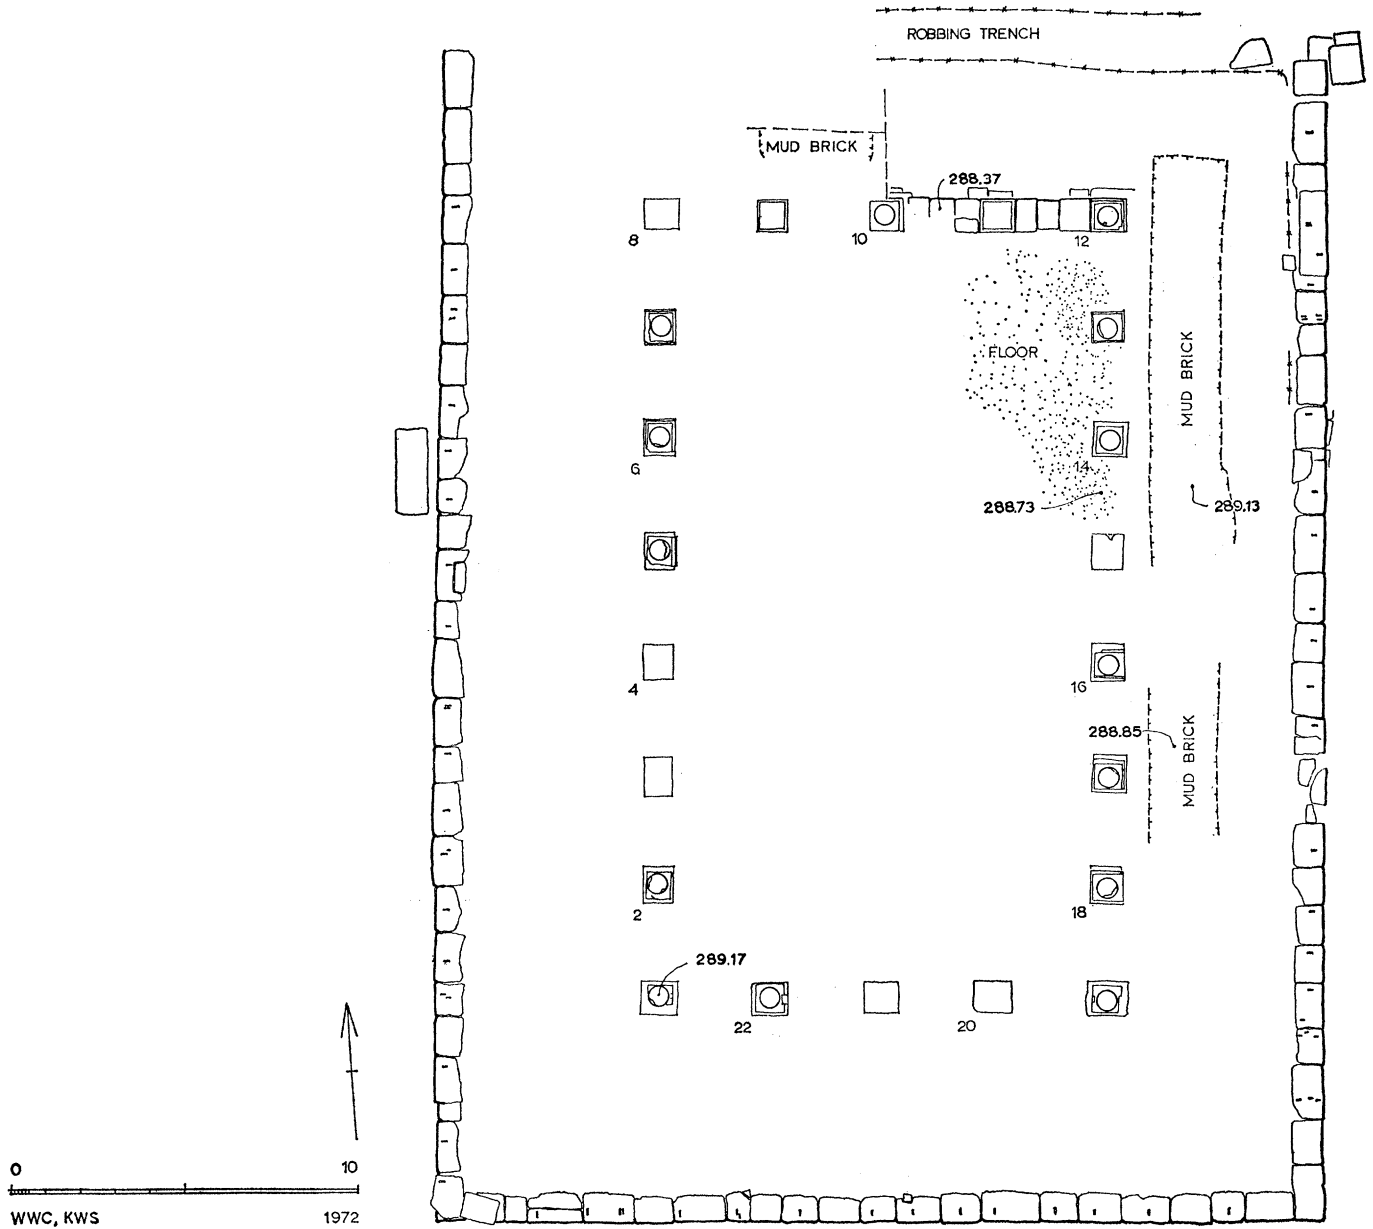 ROBBING TRENCH
MUD BRICK
288.37
8
10
12
FLOOR
MUD BRICK
6
14
288.73
289.13
4
16
288.85
MUD BRICK
2
18
289.17
22
20
0 10
WWC, KWS 1972